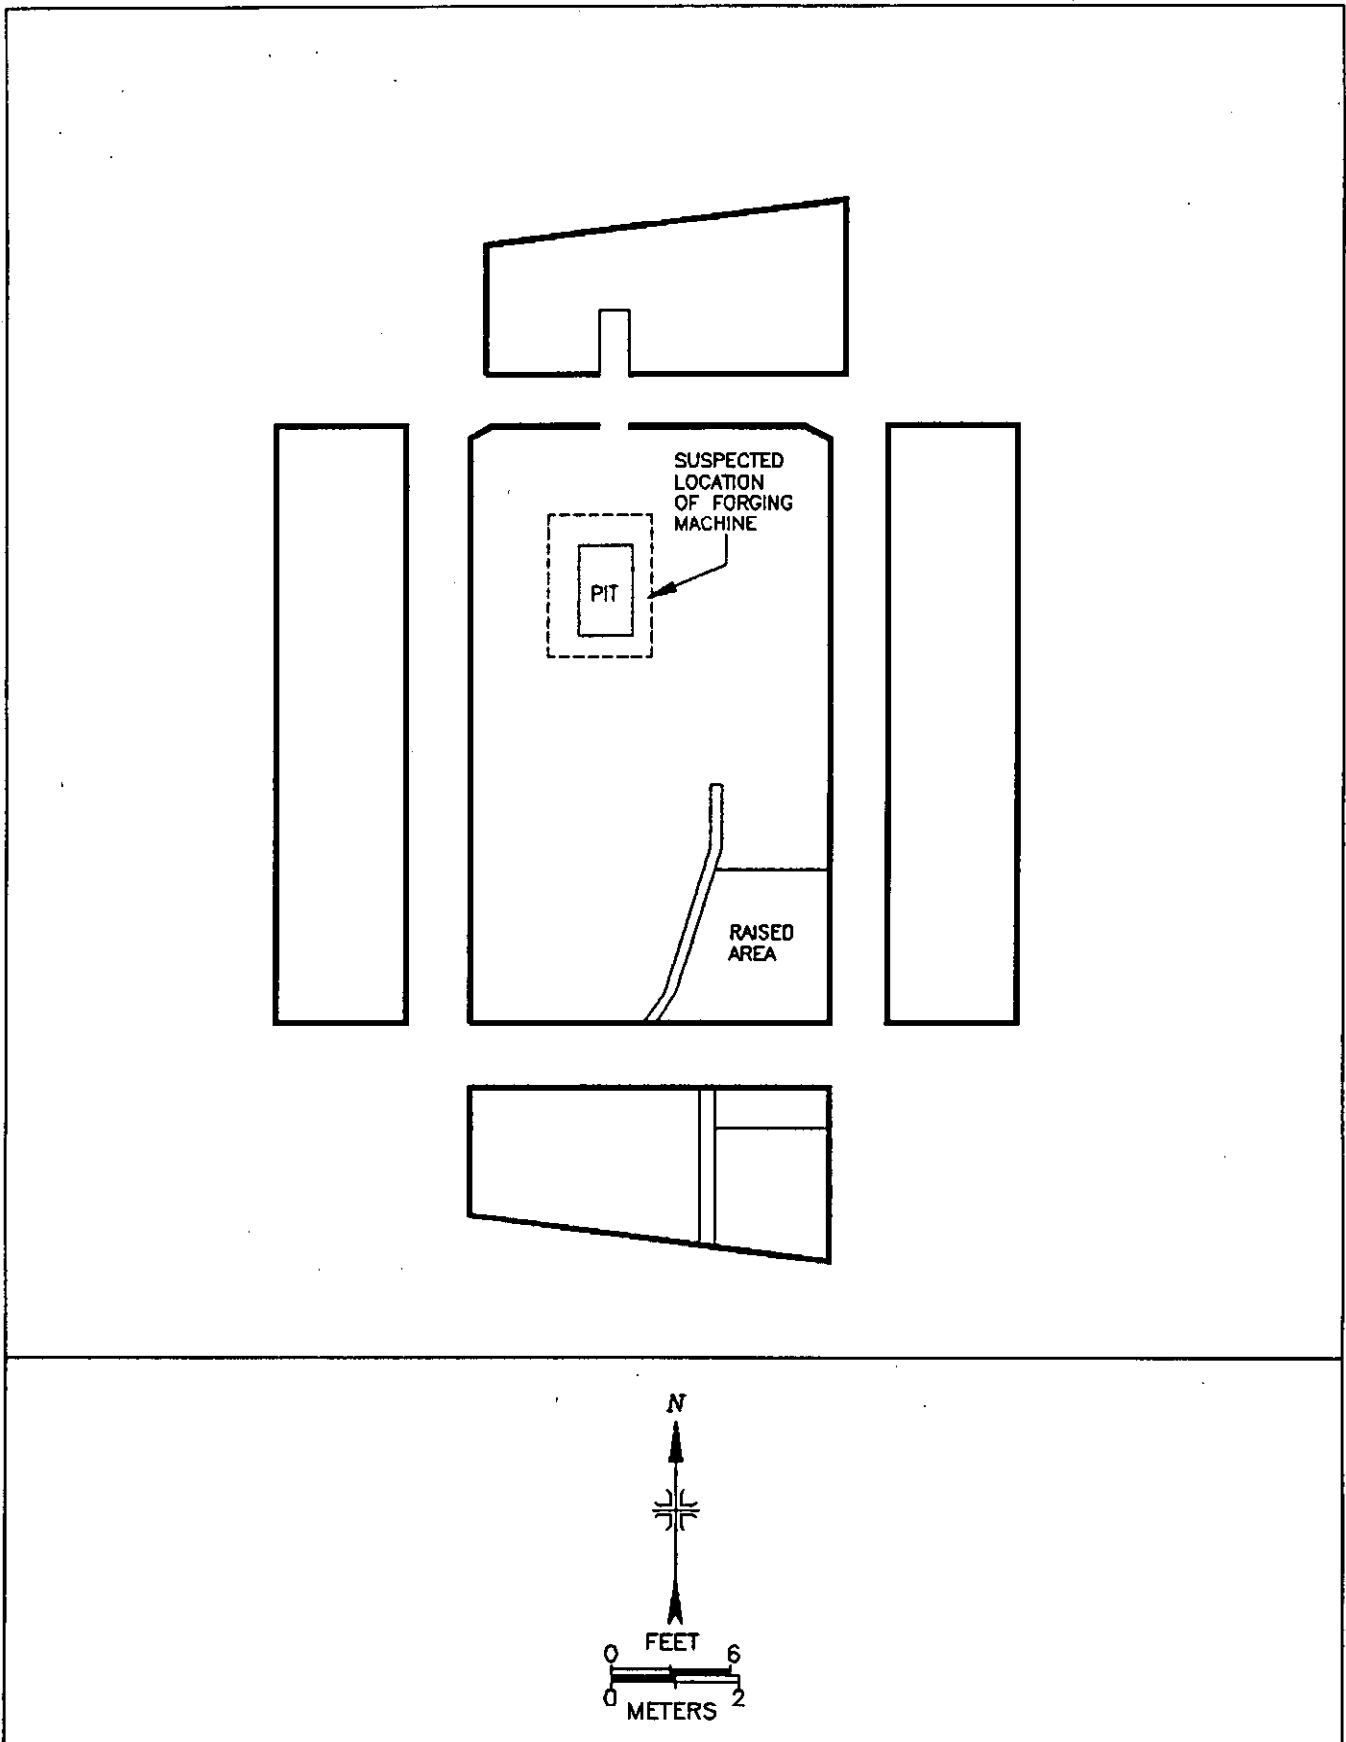 SUSPECTED
LOCATION
OF FORGING
MACHINE
PIT
RAISED
AREA
N
FEET
0 6
0 2
METERS